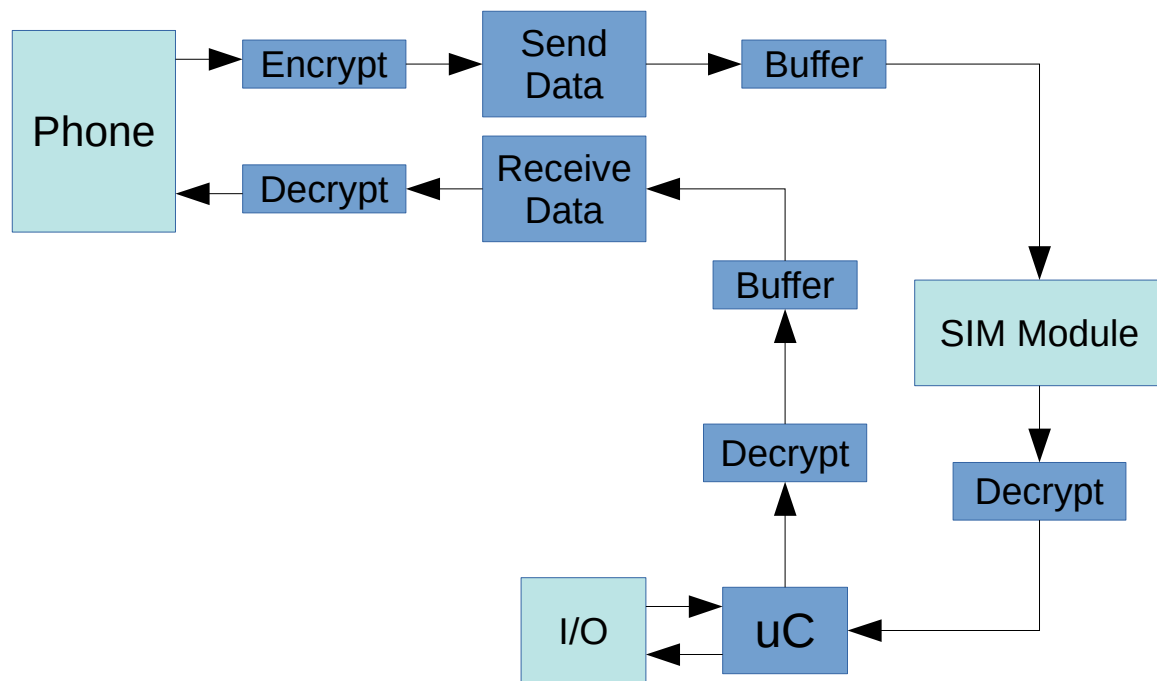 Phone
Encrypt
Send
Data
Buffer
Decrypt
Receive
Data
Buffer
SIM Module
Decrypt
Decrypt
I/O
uC